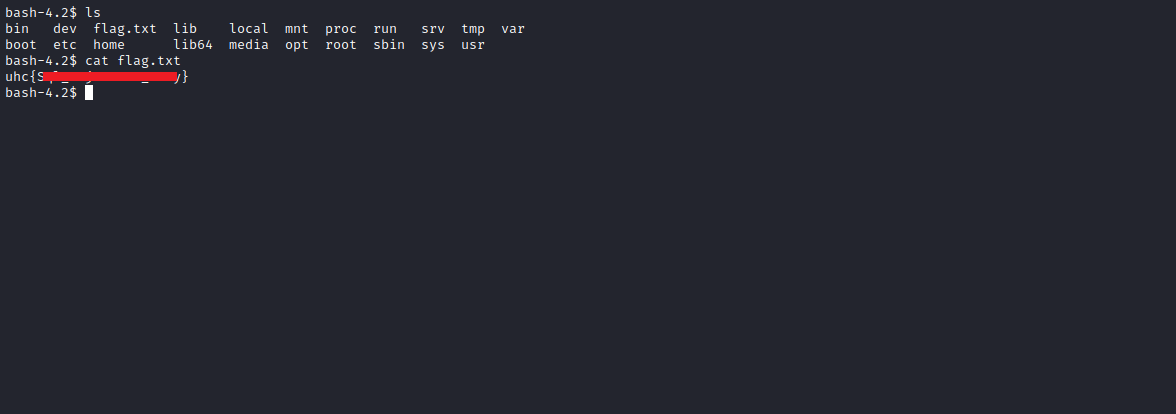 bash-4.2$ ls
bin   dev  flag.txt  lib    local  mnt  proc  run   srv  tmp  var
boot  etc  home      lib64  media  opt  root  sbin  sys  usr
bash-4.2$ cat flag.txt
bash-4.2$